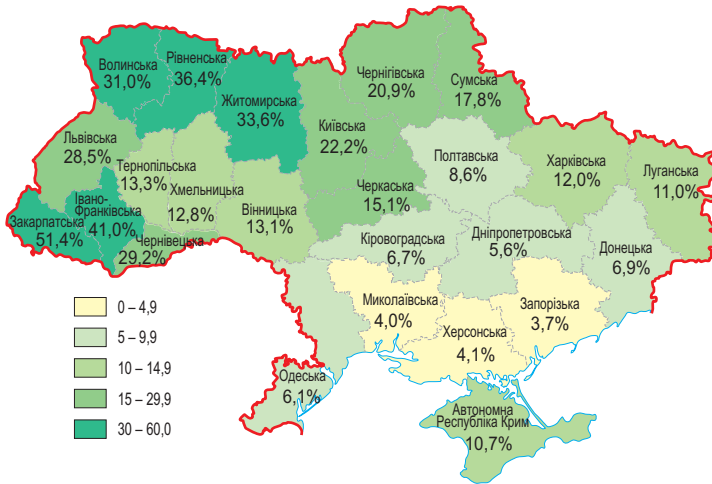 Волинська
31,0%
Рівненська
36,4%
Житомирська
33,6%
Чернігівська
20,9%
Сумська
17,8%
Київська
22,2%
Львівська
28,5%
Тернопільська
13,3%
Хмельницька
12,8%
Вінницька
13,1%
Черкаська
15,1%
Полтавська
8,6%
Харківська
12,0%
Луганська
11,0%
Закарпатська
51,4%
Івано-
Франківська
41,0%
Чернівецька
29,2%
Кіровоградська
6,7%
Дніпропетровська
5,6%
Донецька
6,9%
Миколаївська
4,0%
Херсонська
4,1%
Запорізька
3,7%
Одеська
6,1%
Автономна
Республіка Крим
10,7%
0 – 4,9
5 – 9,9
10 – 14,9
15 – 29,9
30 – 60,0